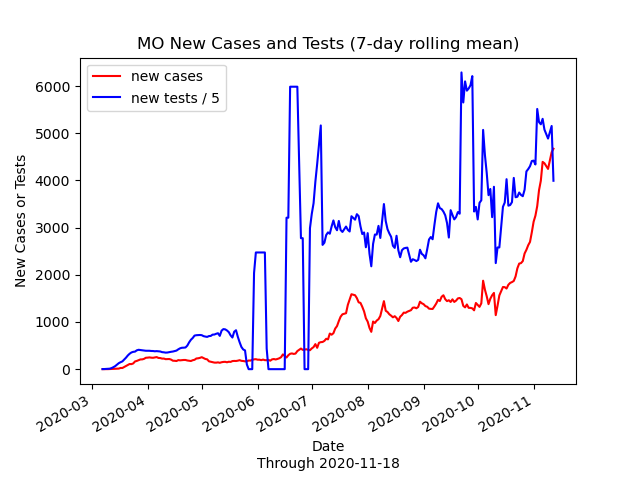 MO New Cases and Tests (7-day rolling mean)
new cases
new tests / 5
6000
5000
4000
3000
2000
1000
0
New Cases or Tests
2020-03
2020-04
2020-05
2020-06
2020-07
2020-08
2020-09
2020-10
2020-11
Date
Through 2020-11-18